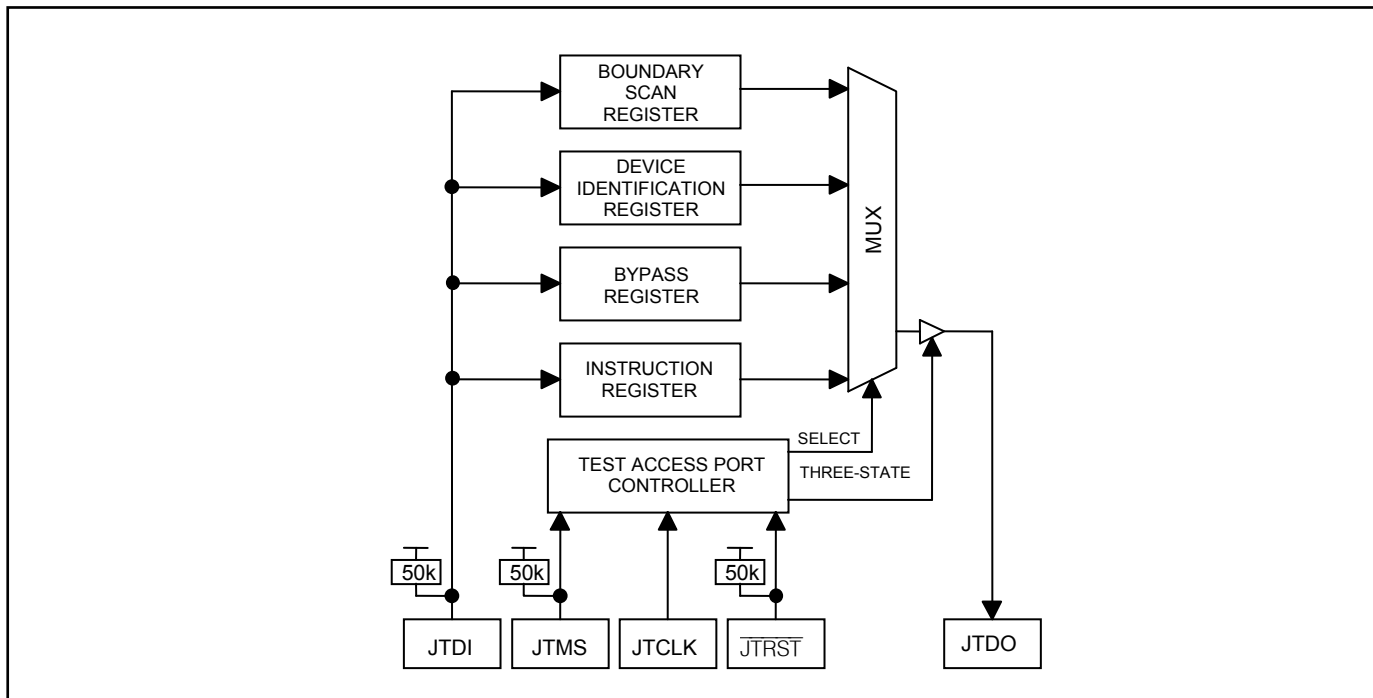 BOUNDARY
SCAN
REGISTER
DEVICE
IDENTIFICATION
REGISTER
BYPASS
REGISTER
INSTRUCTION
REGISTER
MUX
TEST ACCESS PORT
CONTROLLER
SELECT
THREE-STATE
50k
50k
50k
JTDI
JTMS
JTCLK
JTRST
JTDO